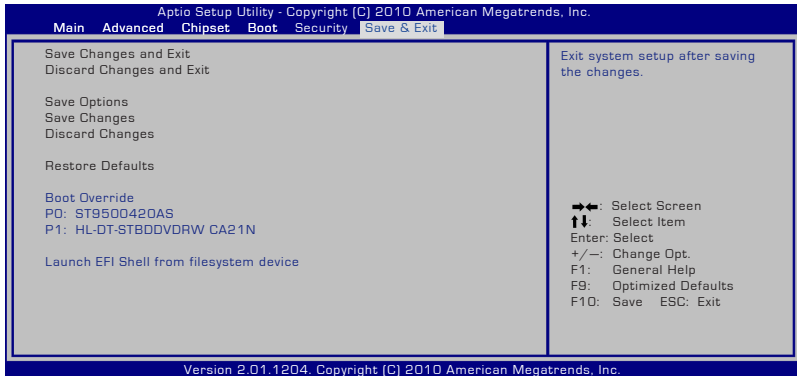 Aptio Setup Utility - Copyright (C) 2010 American Megatrends, Inc.
Main Advanced Chipset Boot Security Save & Exit
Save Changes and Exit
Discard Changes and Exit
Save Options
Save Changes
Discard Changes
Restore Defaults
Boot Override
P0: ST9500420AS
P1: HL-DT-STBDDVDRW CA21N
Launch EFI Shell from filesystem device
Exit system setup after saving
the changes.
→←: Select Screen
↑↓: Select Item
Enter: Select
+/—: Change Opt.
F1: General Help
F9: Optimized Defaults
F10: Save ESC: Exit
Version 2.01.1204. Copyright (C) 2010 American Megatrends, Inc.